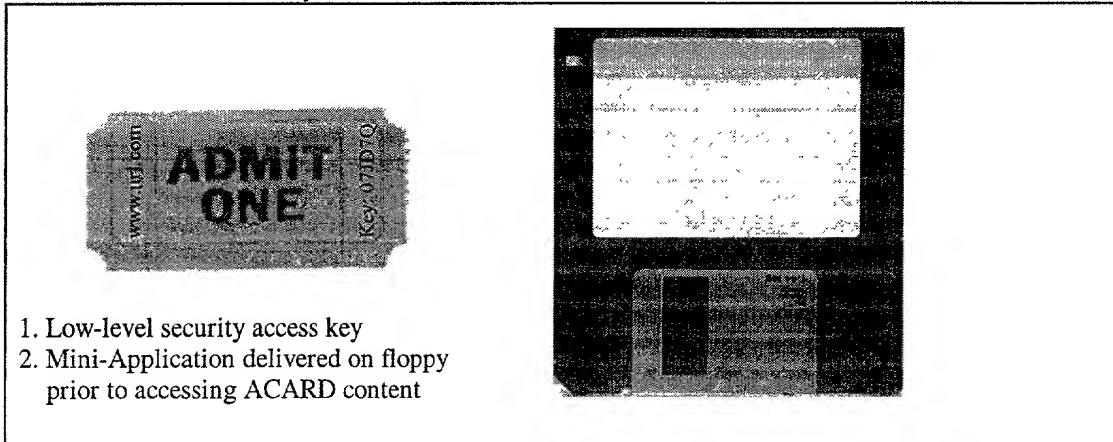 www.url.com
ADMIT
ONE
Key: 07JD7Q
1. Low-level security access key
2. Mini-Application delivered on floppy
prior to accessing ACARD content